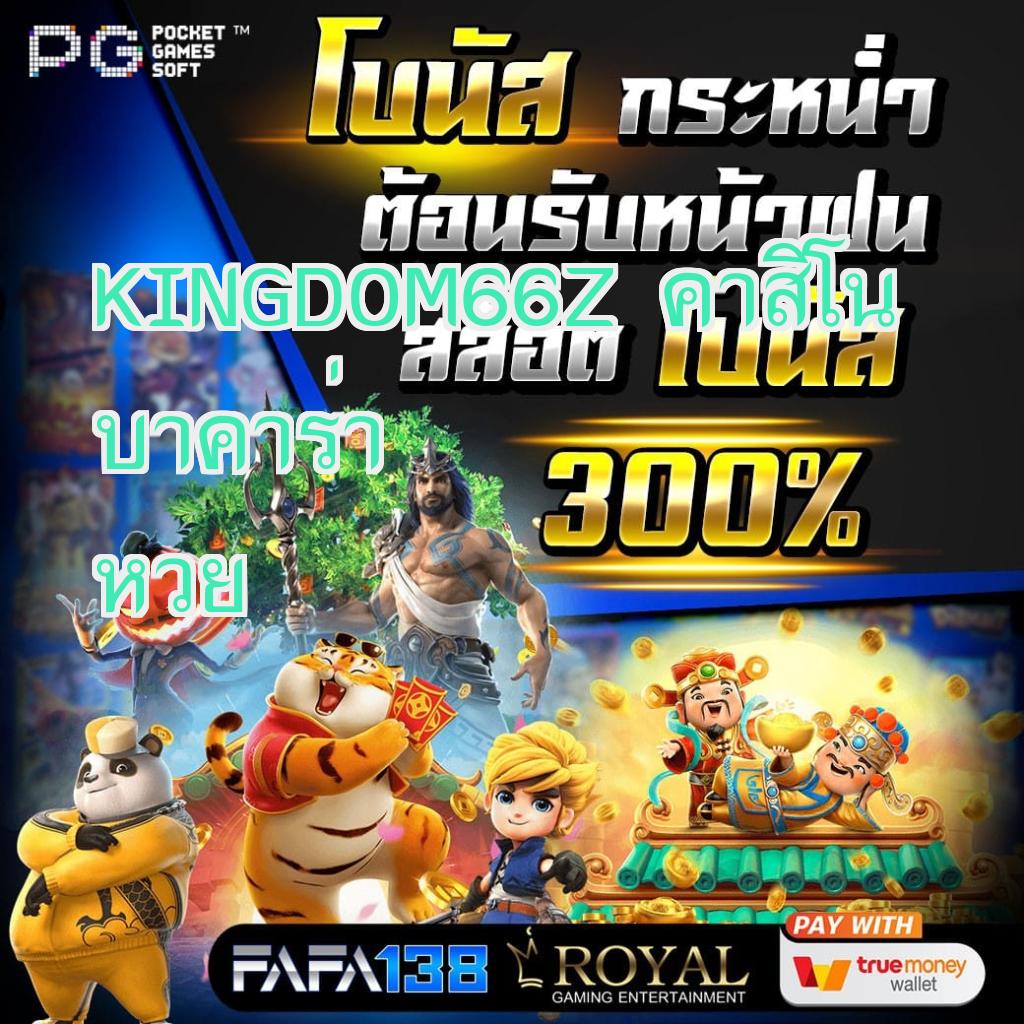 PG POCKET GAMES SOFT ™
โบนัส กระหน่ำ
ต้อนรับหน้าฝน
KINGDOM66Z คาสิโน
สล็อต โบนัส
บาคาร่า
300%
หวย
FAFA138
ROYAL
GAMING ENTERTAINMENT
PAY WITH
truemoney
wallet